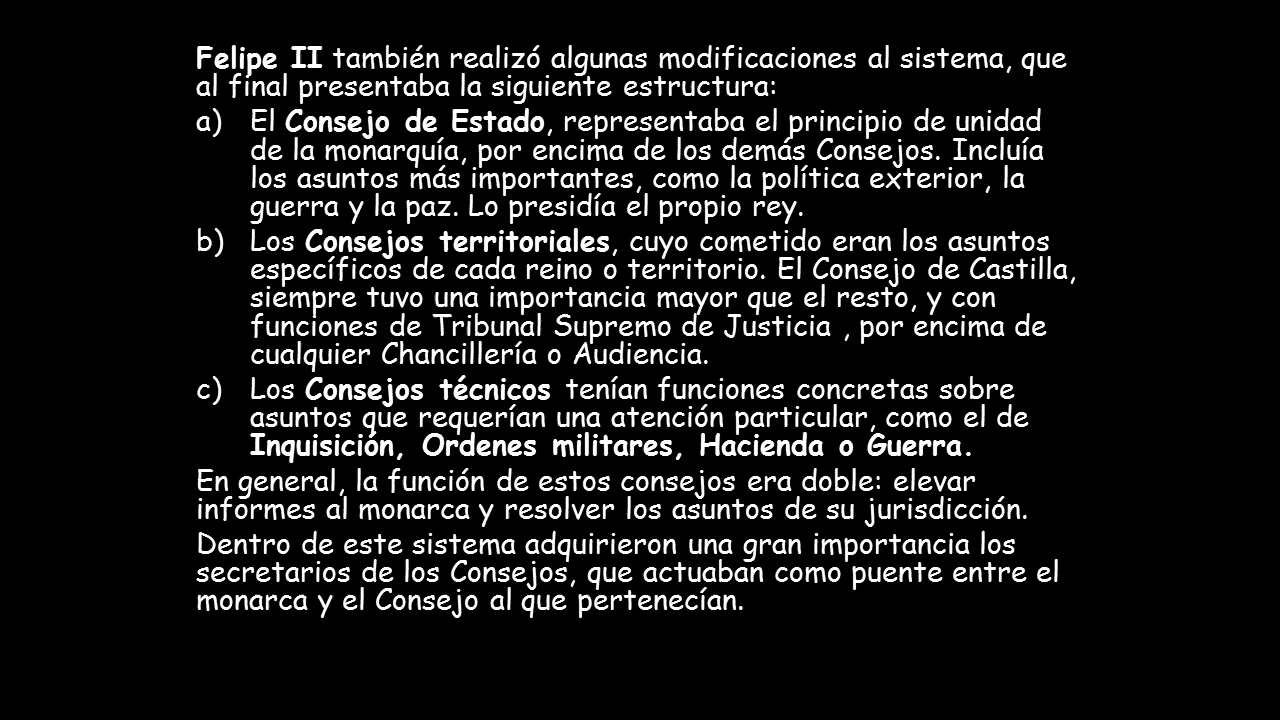 Felipe II también realizó algunas modificaciones al sistema, que
al final presentaba la siguiente estructura:
a) El Consejo de Estado, representaba el principio de unidad
de la monarquía, por encima de los demás Consejos. Incluía
los asuntos más importantes, como la política exterior, la
guerra y la paz. Lo presidía el propio rey.
b) Los Consejos territoriales, cuyo cometido eran los asuntos
específicos de cada reino o territorio. El Consejo de Castilla,
siempre tuvo una importancia mayor que el resto, y con
funciones de Tribunal Supremo de Justicia , por encima de
cualquier Chancillería o Audiencia.
c) Los Consejos técnicos tenían funciones concretas sobre
asuntos que requerían una atención particular, como el de
Inquisición, Ordenes militares, Hacienda o Guerra.
En general, la función de estos consejos era doble: elevar
informes al monarca y resolver los asuntos de su jurisdicción.
Dentro de este sistema adquirieron una gran importancia los
secretarios de los Consejos, que actuaban como puente entre el
monarca y el Consejo al que pertenecían.